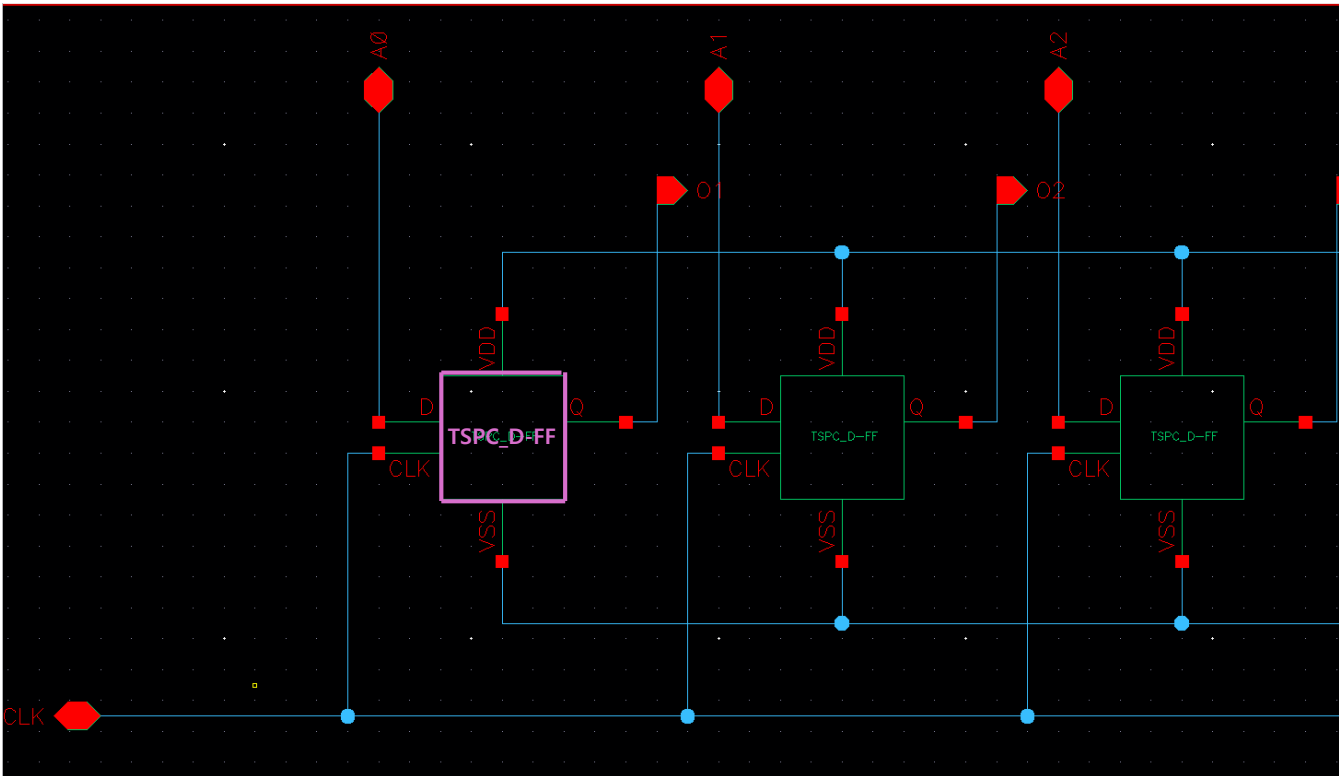 A0
A1
A2
O1
O2
VDD
VDD
VDD
D
Q
D
Q
D
Q
TSPC_D-FF
TSPC_D-FF
TSPC_D-FF
CLK
CLK
CLK
VSS
VSS
VSS
CLK